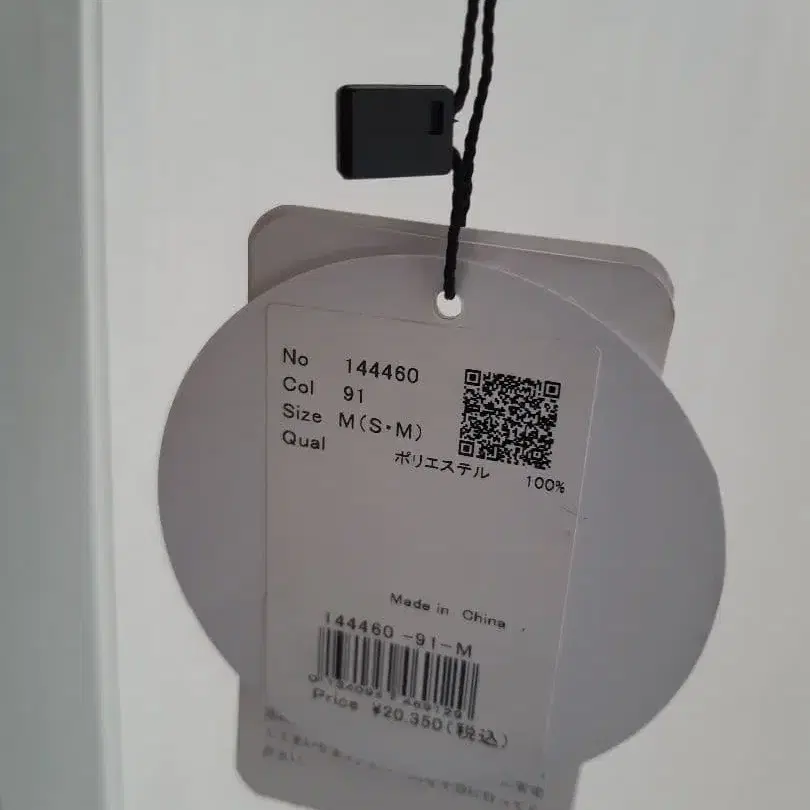 No 144460
Col 91
Size M(S・M)
Qual
ポリエステル 100%
Made in China
144460-91-M
Price ¥20,350(税込)